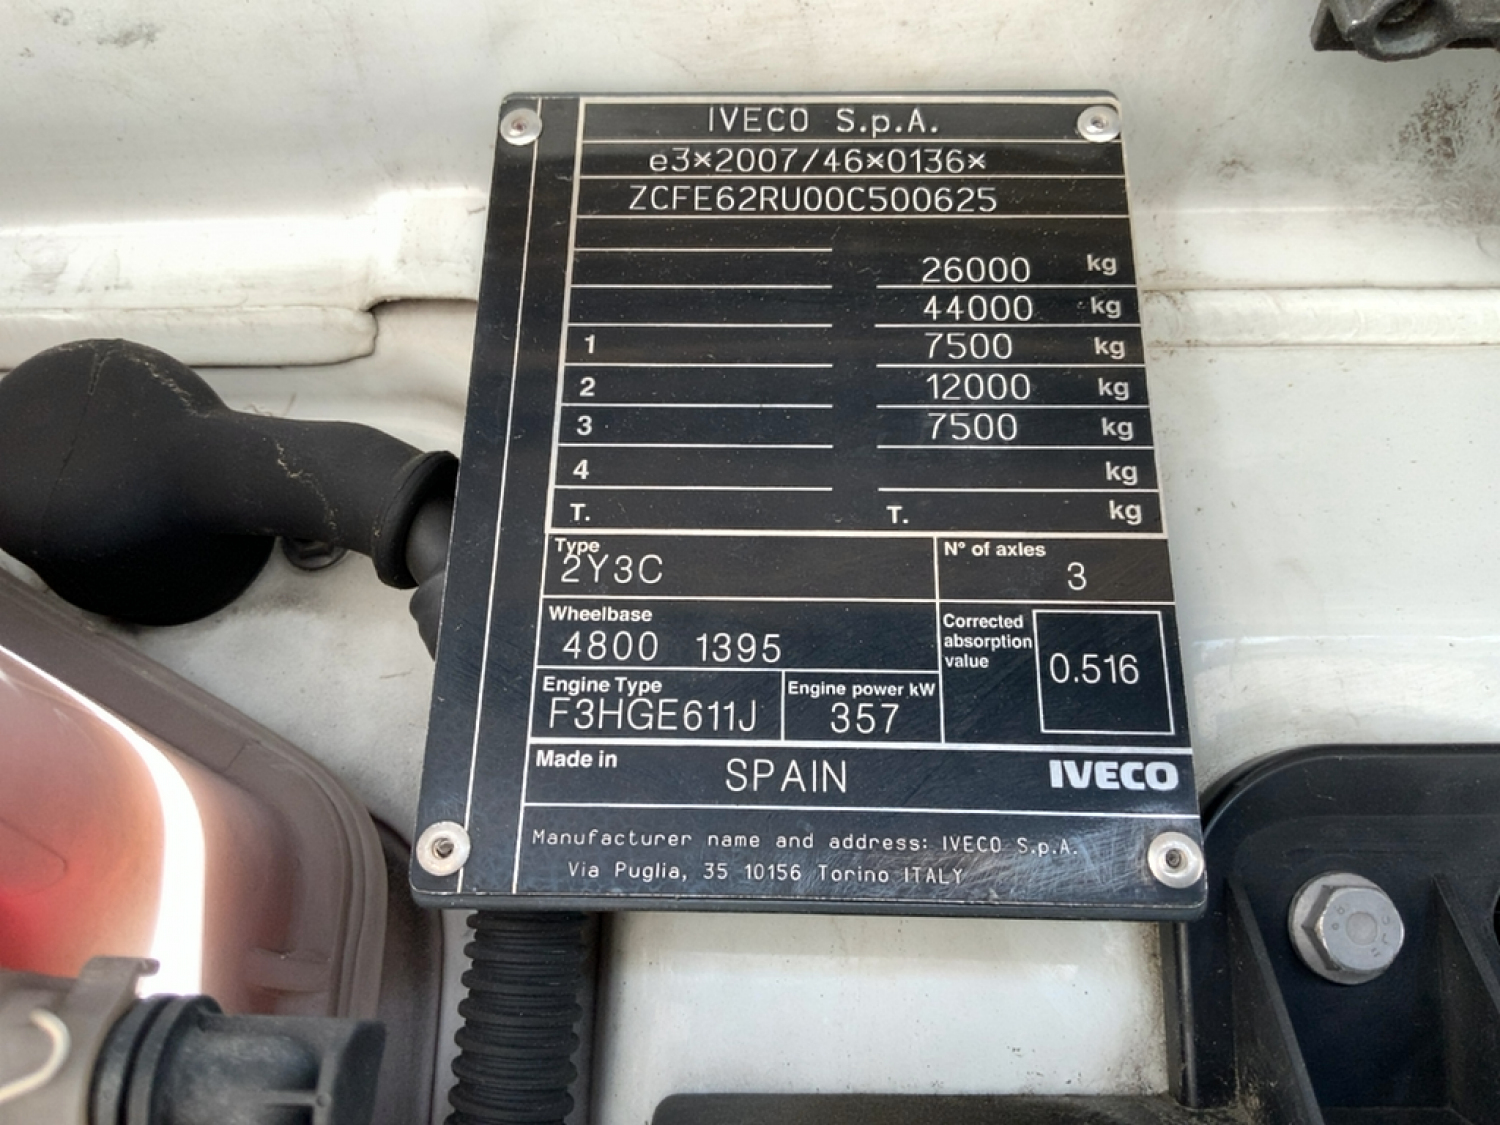 IVECO S.p.A.
e3*2007/46*0136*
ZCFE62RU00C500625
26000 kg
44000 kg
1 7500 kg
2 12000 kg
3 7500 kg
4 kg
T. T. kg
Type
2Y3C
N° of axles
3
Wheelbase
4800 1395
Corrected
absorption
value
0.516
Engine Type
F3HGE611J
Engine power kW
357
Made in SPAIN IVECO
Manufacturer name and address: IVECO S.p.A.
Via Puglia, 35 10156 Torino ITALY